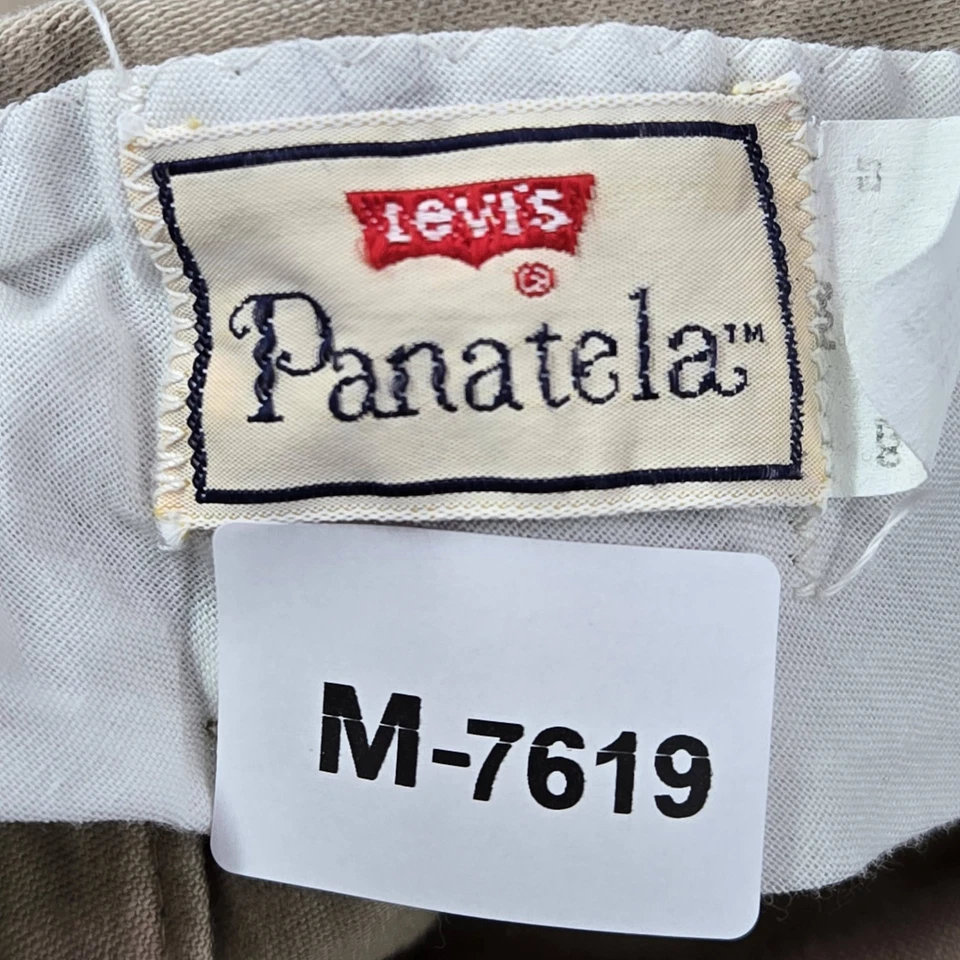 Levi's
®
Panatela™
M-7619